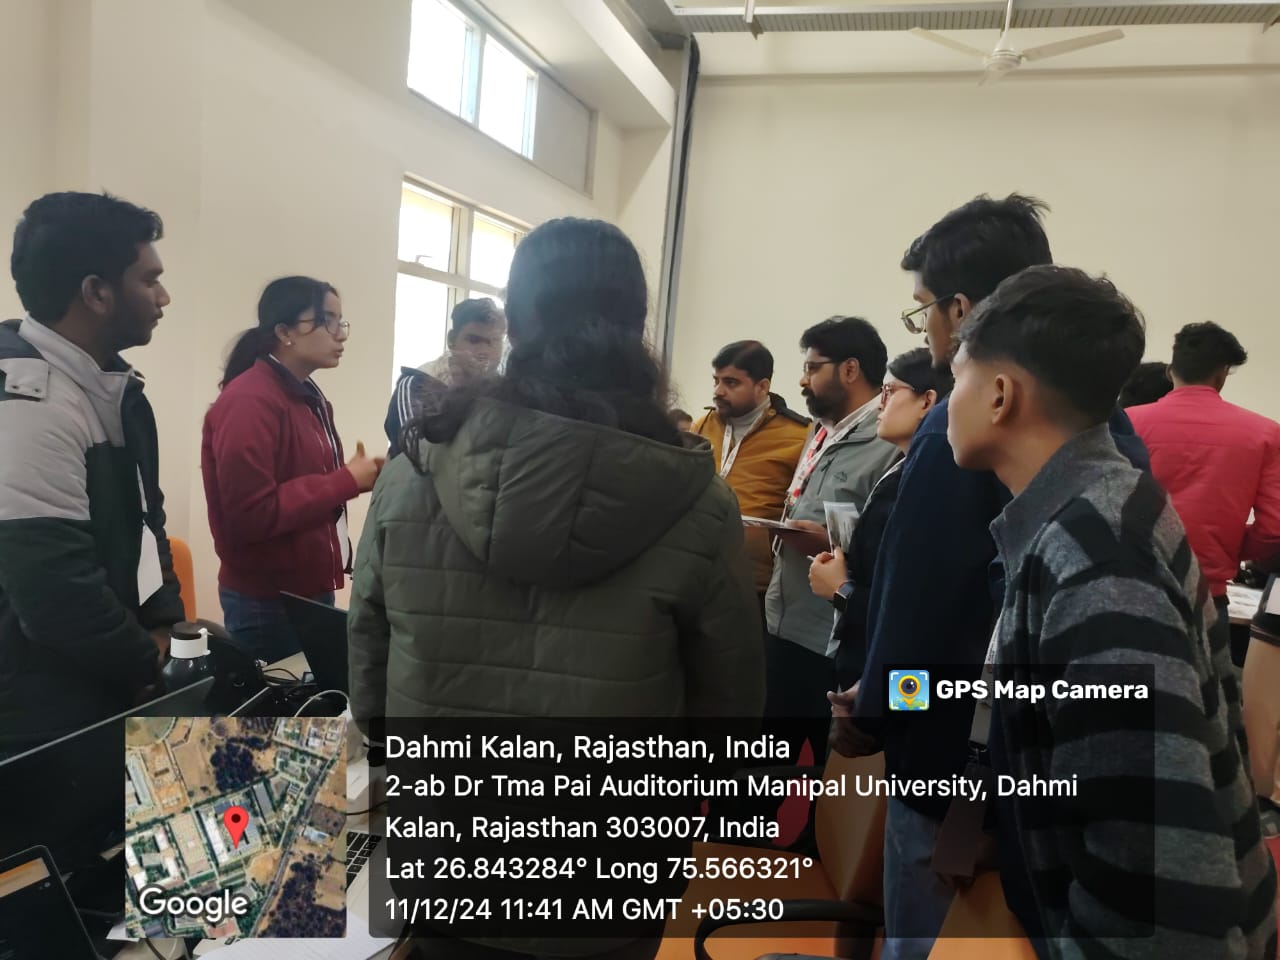 GPS Map Camera
Dahmi Kalan, Rajasthan, India
2-ab Dr Tma Pai Auditorium Manipal University, Dahmi
Kalan, Rajasthan 303007, India
Lat 26.843284° Long 75.566321°
11/12/24 11:41 AM GMT +05:30
Google